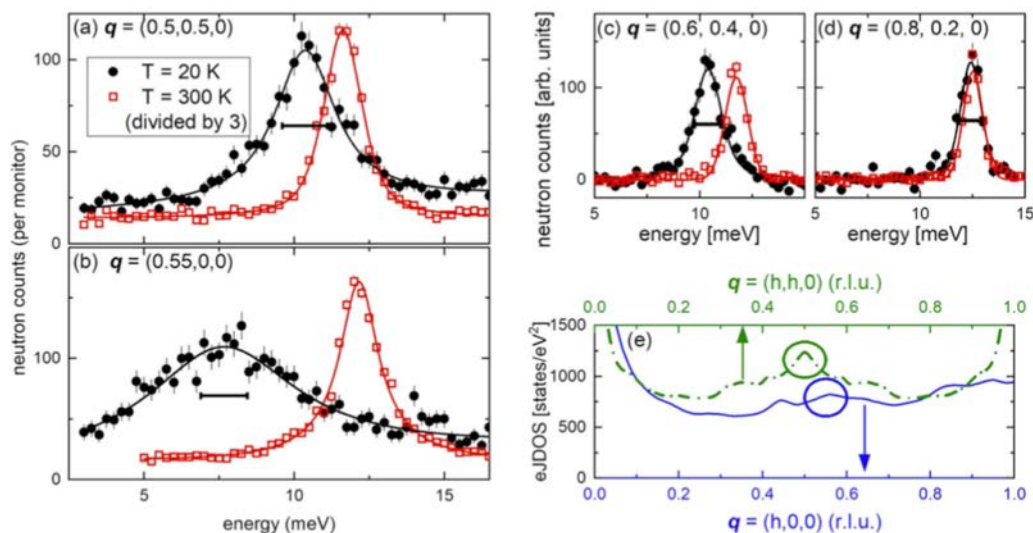 (a) q = (0.5,0.5,0)
T = 20 K
T = 300 K
(divided by 3)
100
75
50
25
neutron counts (per monitor)
(b) q = (0.55,0,0)
100
0
5 10 15
energy (meV)
(c) q = (0.6, 0.4, 0)
(d) q = (0.8, 0.2, 0)
neutron counts [arb. units]
100
0
5 10 5 10 15
energy [meV] energy [meV]
q = (h,h,0) (r.l.u.)
0.0 0.2 0.4 0.6 0.8 1.0
(e)
eJDOS [states/eV²]
1500
1000
750
500
0
0.0 0.2 0.4 0.6 0.8 1.0
q = (h,0,0) (r.l.u.)